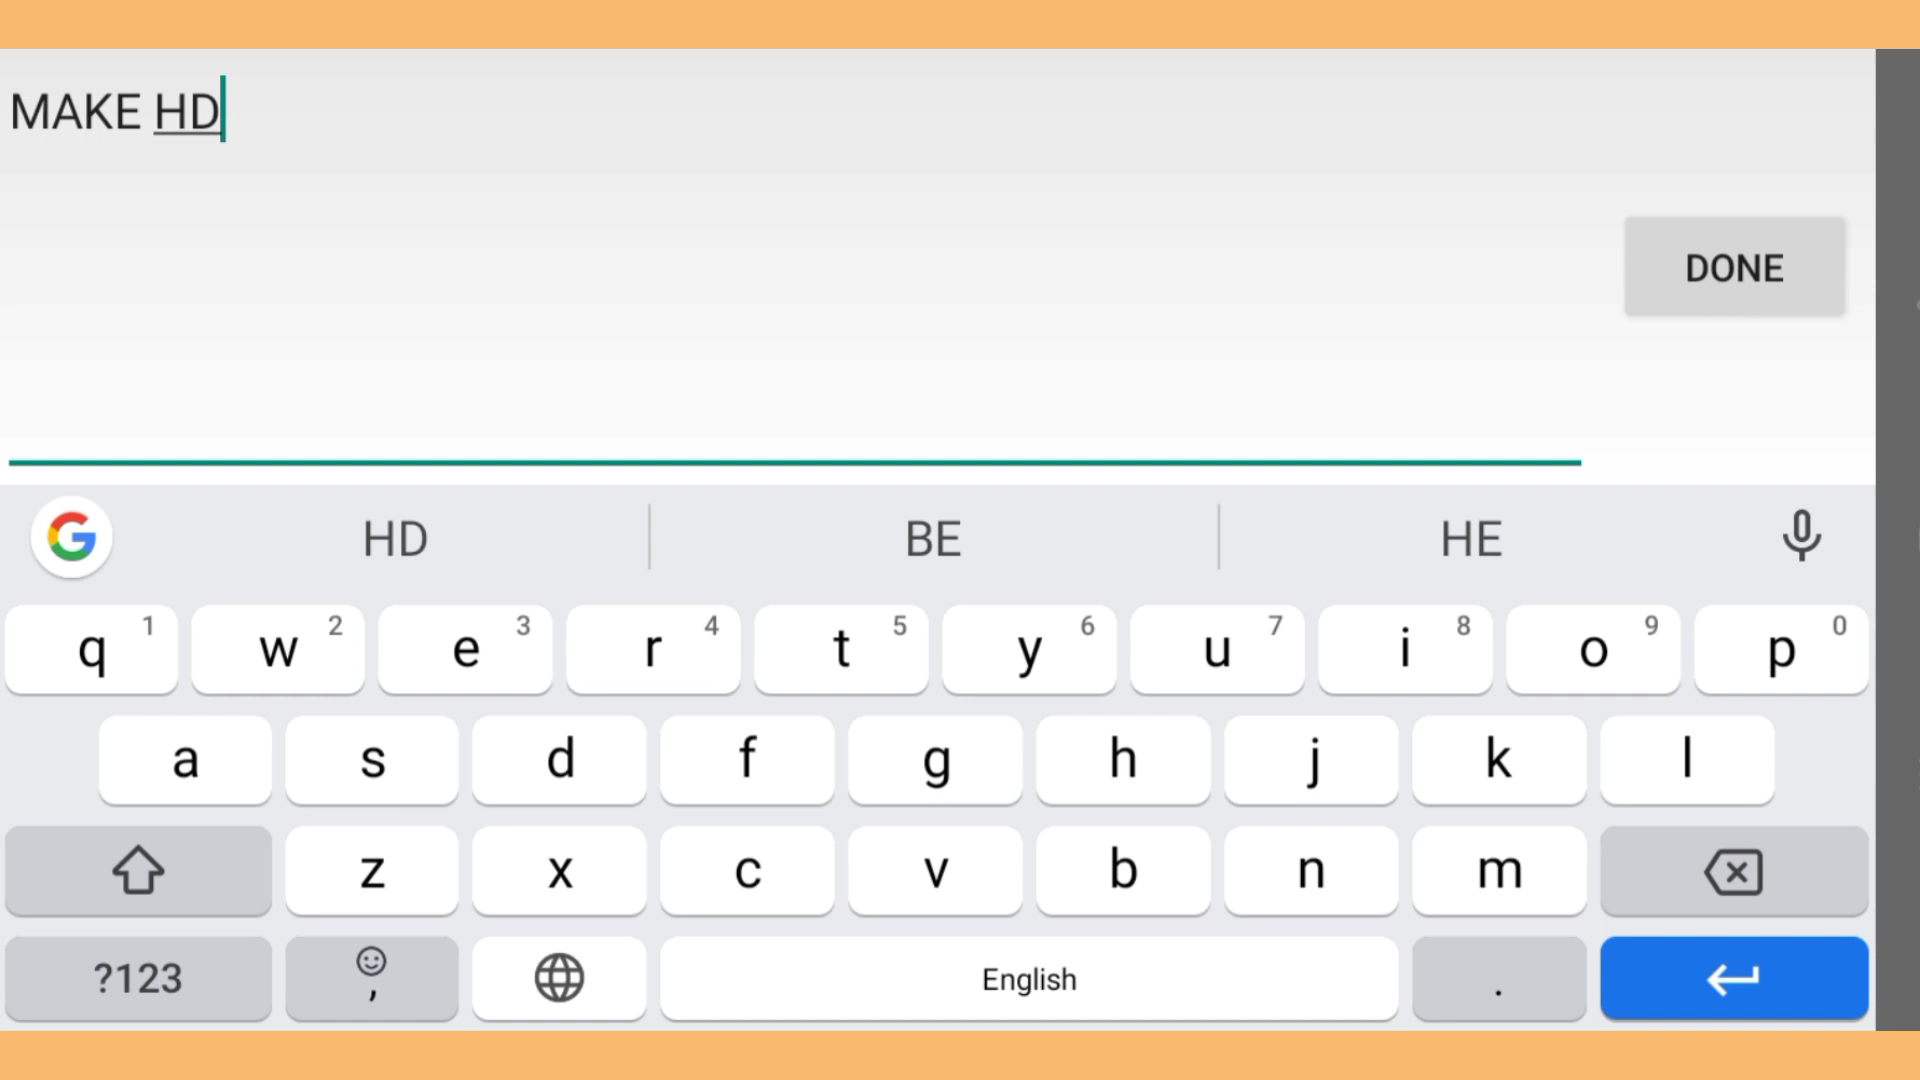 MAKE HD
DONE
G HD BE HE
q 1 w 2 e 3 r 4 t 5 y 6 u 7 i 8 o 9 p 0
a s d f g h j k l
z x c v b n m
?123 , English .